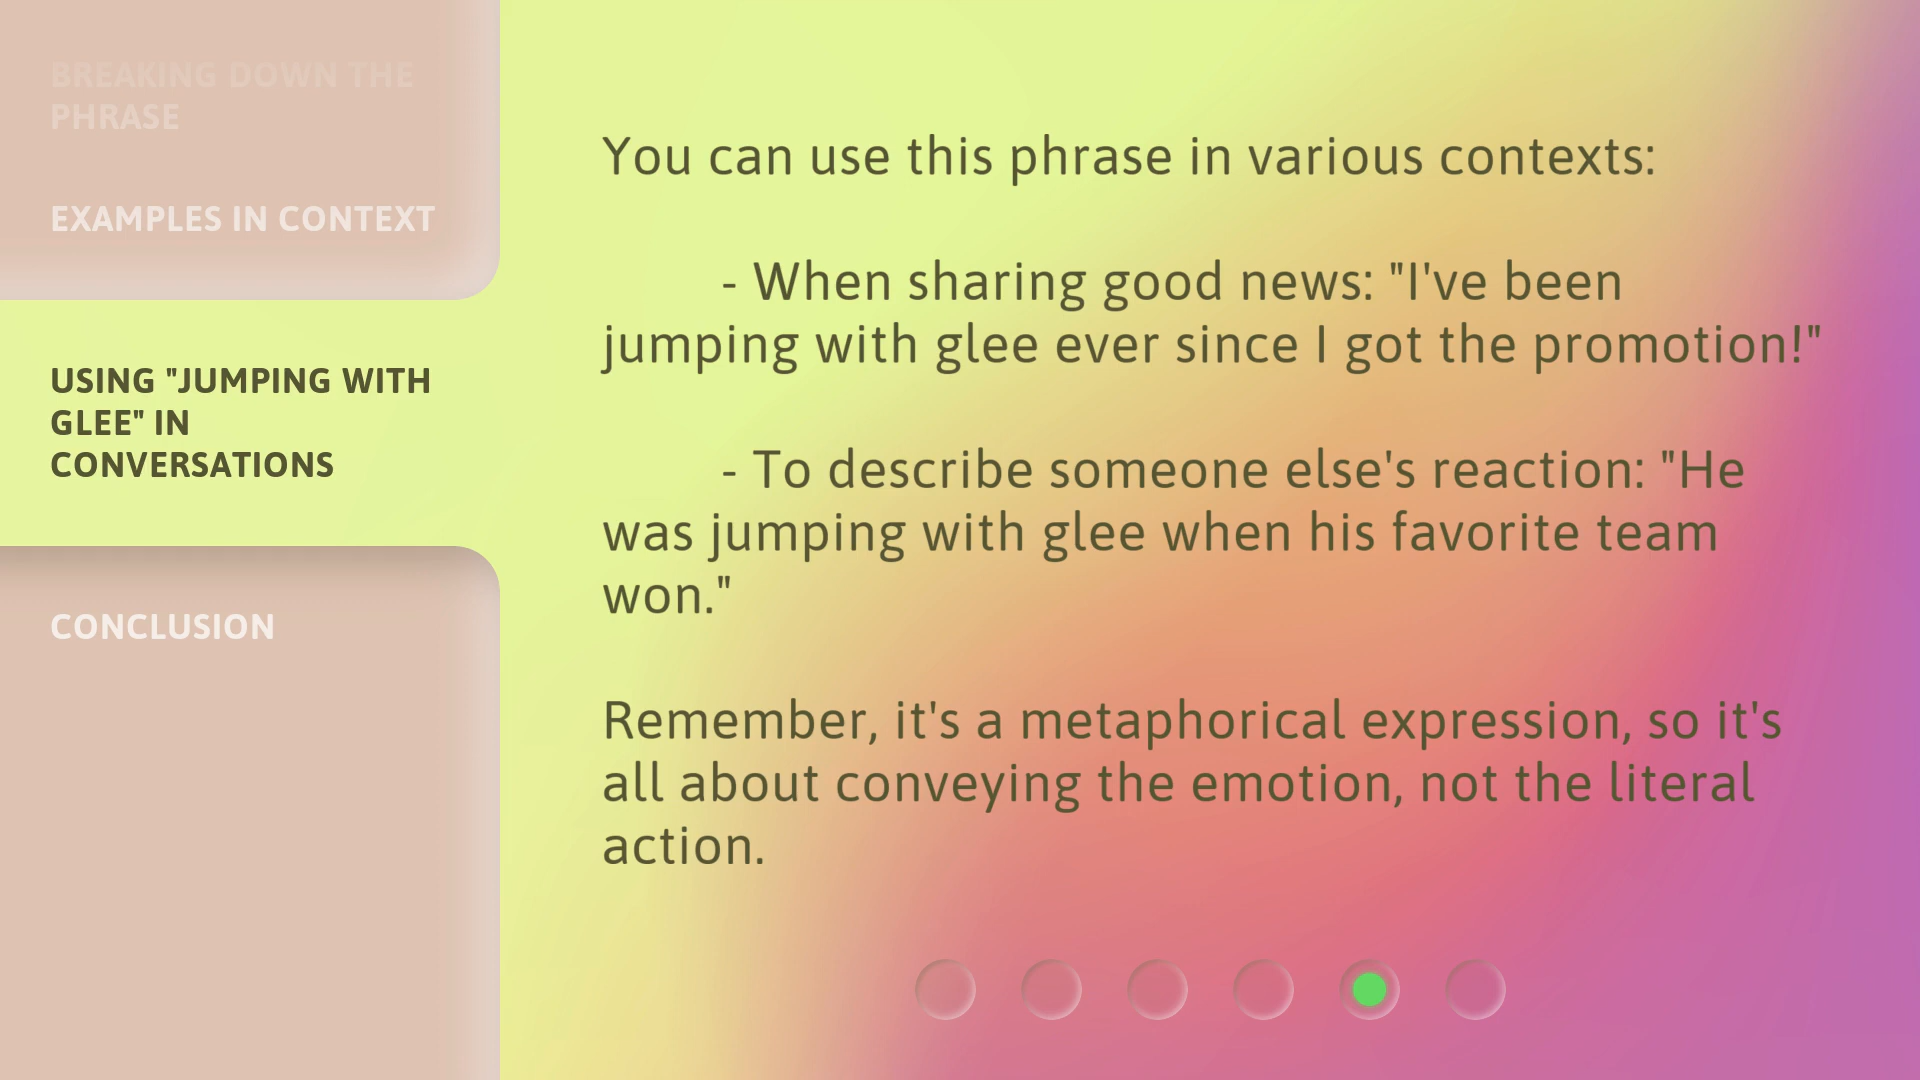 BREAKING DOWN THE
PHRASE
EXAMPLES IN CONTEXT
USING "JUMPING WITH
GLEE" IN
CONVERSATIONS
CONCLUSION
You can use this phrase in various contexts:
- When sharing good news: "I've been
jumping with glee ever since I got the promotion!"
- To describe someone else's reaction: "He
was jumping with glee when his favorite team
won."
Remember, it's a metaphorical expression, so it's
all about conveying the emotion, not the literal
action.